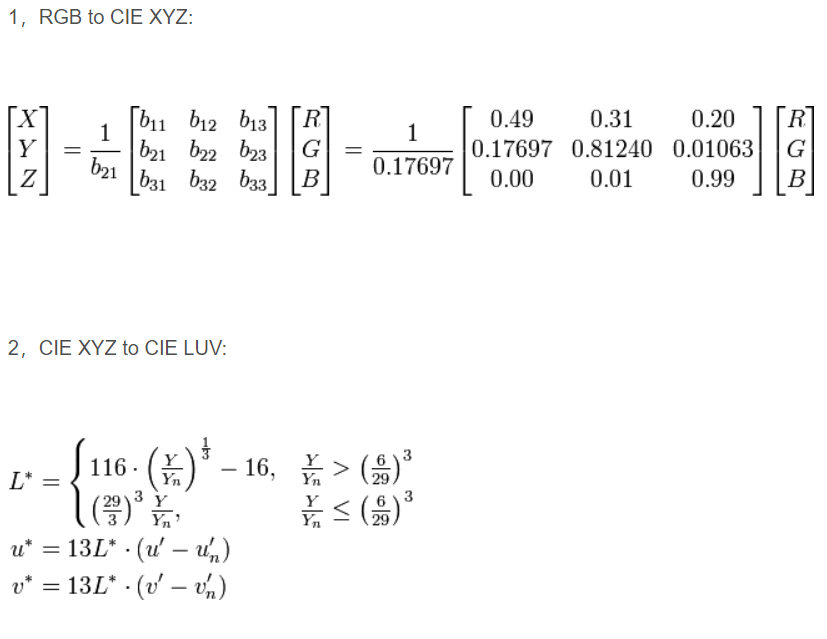 1，RGB to CIE XYZ:
\begin{bmatrix} X \\ Y \\ Z \end{bmatrix} = \frac{1}{b_{21}} \begin{bmatrix} b_{11} & b_{12} & b_{13} \\ b_{21} & b_{22} & b_{23} \\ b_{31} & b_{32} & b_{33} \end{bmatrix} \begin{bmatrix} R \\ G \\ B \end{bmatrix} = \frac{1}{0.17697} \begin{bmatrix} 0.49 & 0.31 & 0.20 \\ 0.17697 & 0.81240 & 0.01063 \\ 0.00 & 0.01 & 0.99 \end{bmatrix} \begin{bmatrix} R \\ G \\ B \end{bmatrix}
2，CIE XYZ to CIE LUV:
L^* = \begin{cases} 116 \cdot \left(\frac{Y}{Y_n}\right)^{\frac{1}{3}} - 16, & \frac{Y}{Y_n} > \left(\frac{6}{29}\right)^3 \\ \left(\frac{29}{3}\right)^3 \frac{Y}{Y_n}, & \frac{Y}{Y_n} \leq \left(\frac{6}{29}\right)^3 \end{cases}
u^* = 13L^* \cdot (u' - u'_n)
v^* = 13L^* \cdot (v' - v'_n)